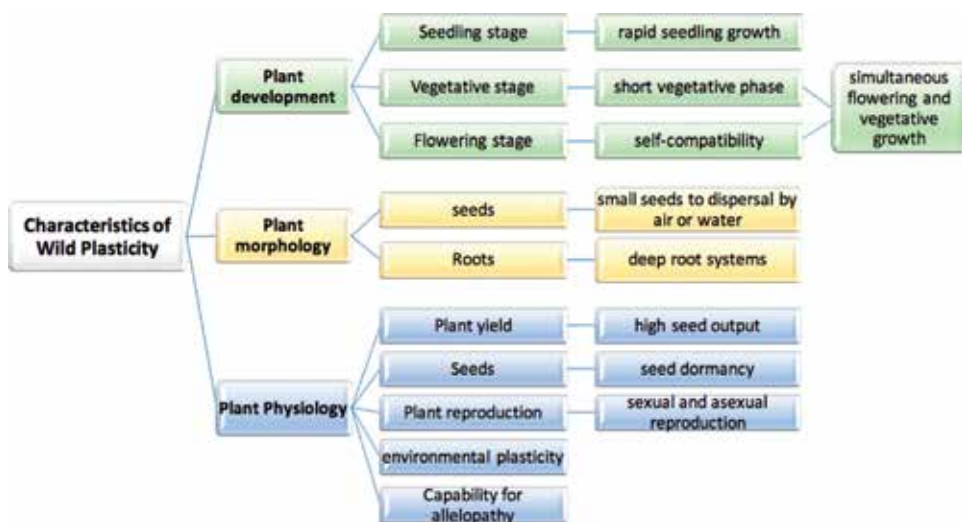 Characteristics of
Wild Plasticity
Plant
development
Seedling stage
rapid seedling growth
Vegetative stage
short vegetative phase
Flowering stage
self-compatibility
simultaneous
flowering and
vegetative
growth
Plant
morphology
seeds
small seeds to dispersal by
air or water
Roots
deep root systems
Plant Physiology
Plant yield
high seed output
Seeds
seed dormancy
Plant reproduction
sexual and asexual
reproduction
environmental plasticity
Capability for
allelopathy